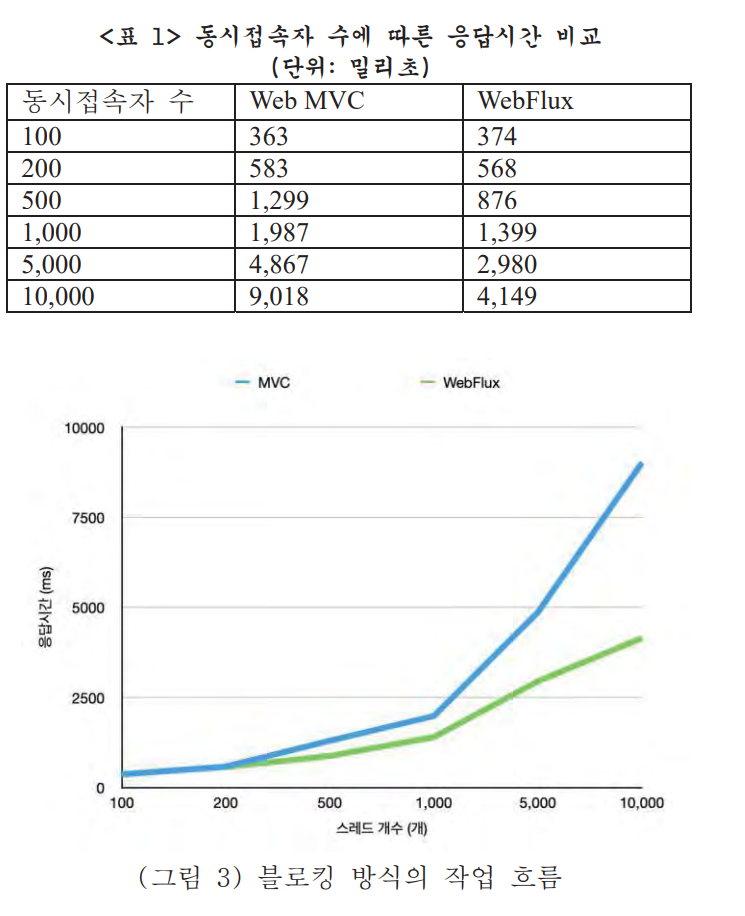 <표 1> 동시접속자 수에 따른 응답시간 비교
(단위: 밀리초)
동시접속자 수 Web MVC WebFlux
100 363 374
200 583 568
500 1,299 876
1,000 1,987 1,399
5,000 4,867 2,980
10,000 9,018 4,149
MVC WebFlux
10000
7500
5000
2500
0
응답시간 (ms)
100 200 500 1,000 5,000 10,000
스레드 개수 (개)
(그림 3) 블로킹 방식의 작업 흐름